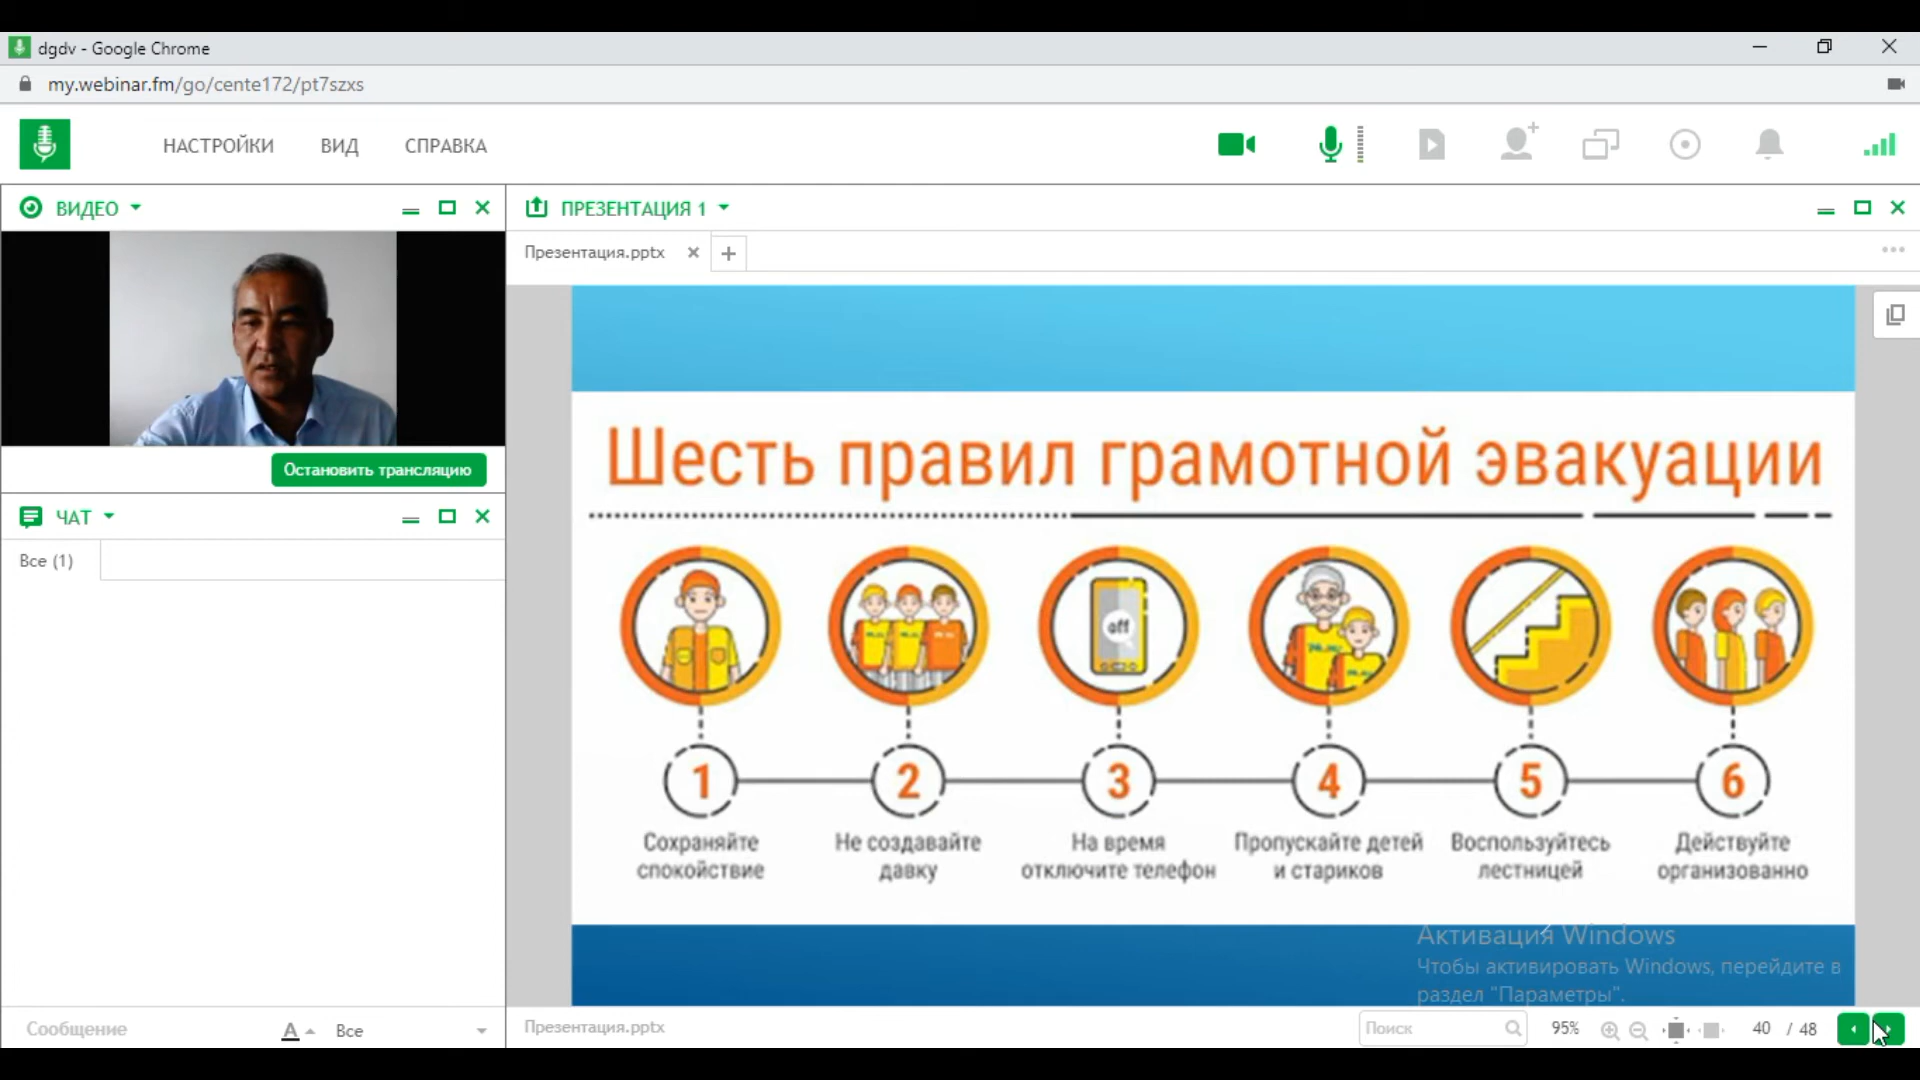 dgdv - Google Chrome
my.webinar.fm/go/cente172/pt7szxs
НАСТРОЙКИ ВИД СПРАВКА
ВИДЕО
ПРЕЗЕНТАЦИЯ 1
Презентация.pptx
Остановить трансляцию
ЧАТ
Все (1)
Шесть правил грамотной эвакуации
off
1 2 3 4 5 6
Сохраняйте
спокойствие
Не создавайте
давку
На время
отключите телефон
Пропускайте детей
и стариков
Воспользуйтесь
лестницей
Действуйте
организованно
Активация Windows
Чтобы активировать Windows, перейдите в
раздел "Параметры".
Сообщение
A
Все
Презентация.pptx
Поиск
95%
40 / 48